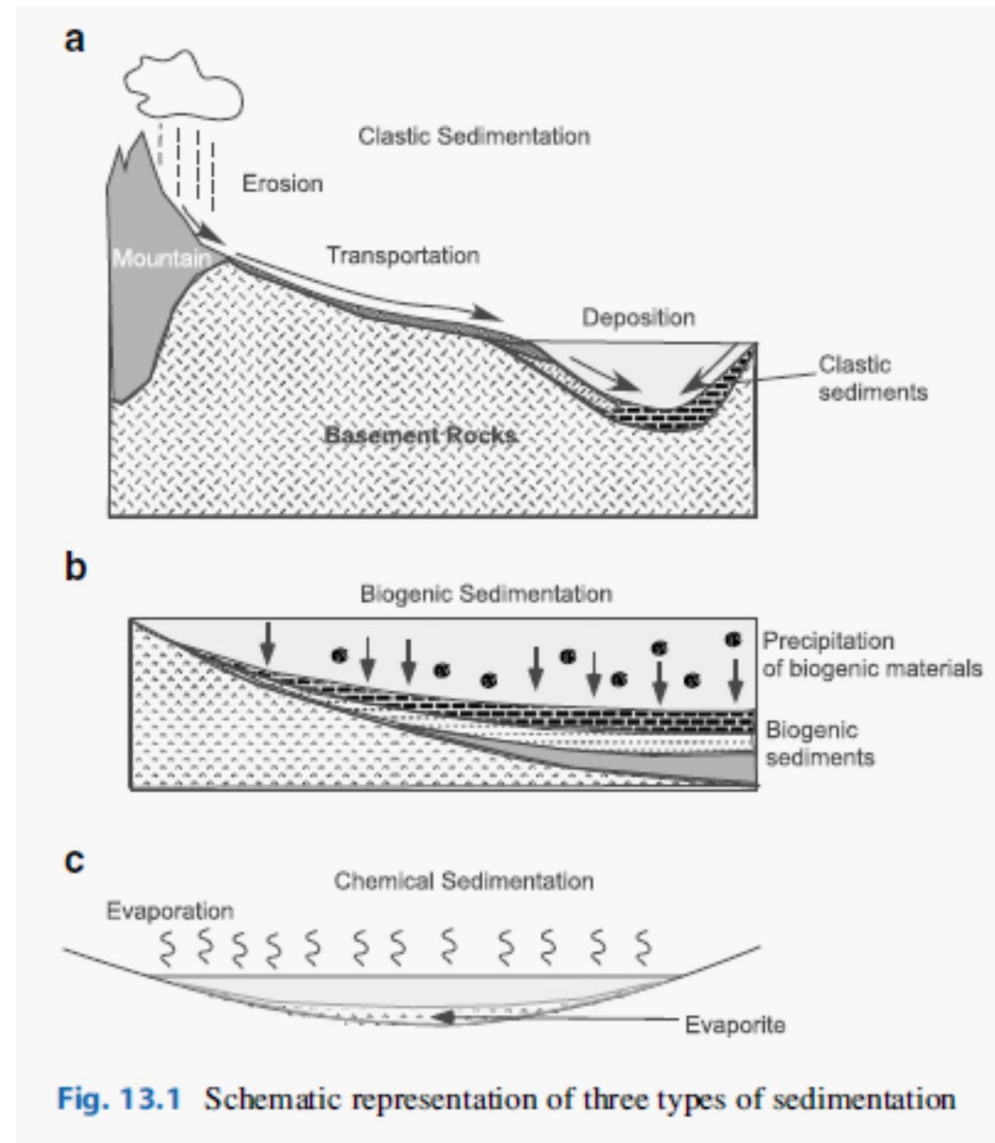 a
Clastic Sedimentation
Erosion
Mountain
Transportation
Deposition
Clastic
sediments
Basement Rocks
b
Biogenic Sedimentation
Precipitation
of biogenic materials
Biogenic
sediments
c
Chemical Sedimentation
Evaporation
Evaporite
Fig. 13.1 Schematic representation of three types of sedimentation